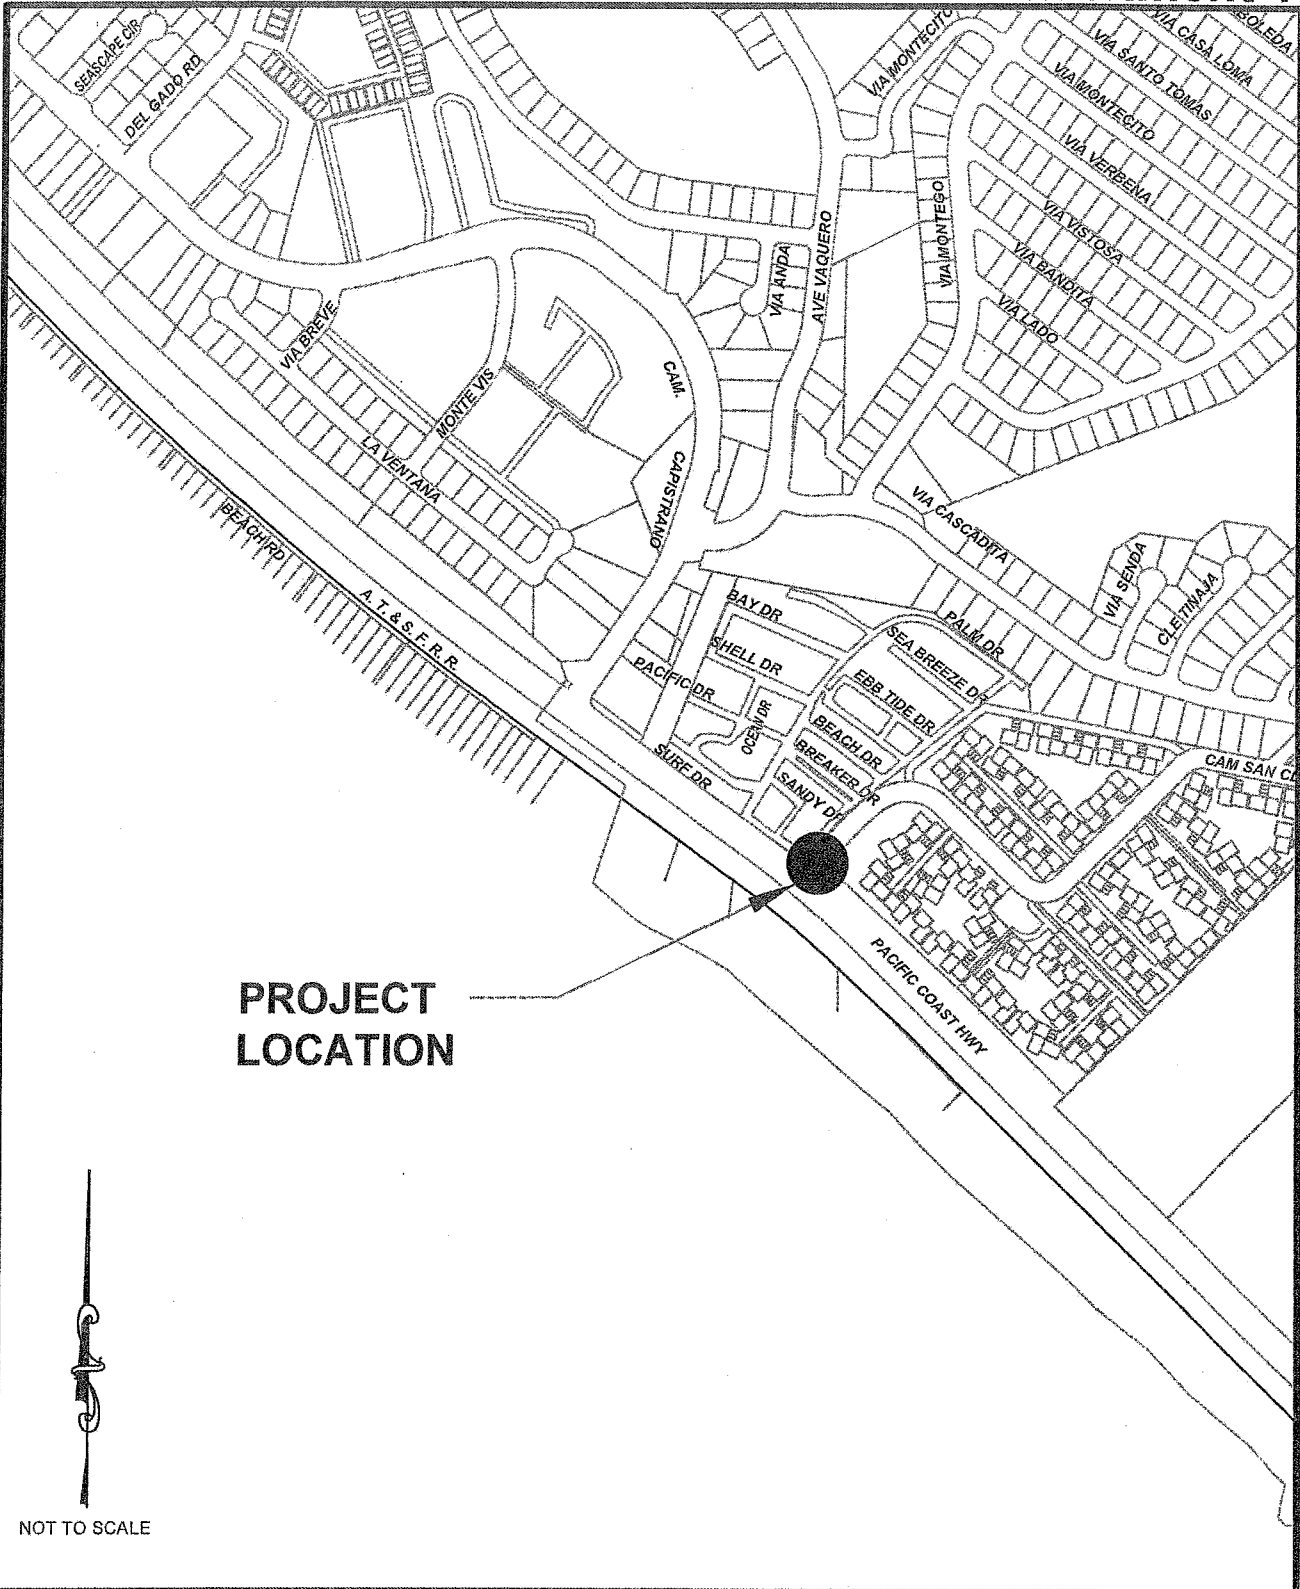 SEASCAPE CIR
DEL GADO RD
VIA MONTECITO
VIA CASA LOMA
VIA SANTO TOMAS
VIA MONTECITO
VIA VERBENA
VIA VISTOSA
VIA BANDITA
VIA LADO
VIA MONTEGO
AVE VAQUERO
VIA ANDA
VIA BREVE
MONTE VIS
LA VENTANA
CAM.
CAPISTRANO
BEACH RD
A. T. & S. F. R. R.
VIA CASCADITA
VIA SENDA
BAY DR
SHELL DR
PACIFIC DR
OCEAN DR
SURF DR
PALM DR
SEA BREEZE DR
EBB TIDE DR
BEACH DR
BREAKER DR
SANDY DR
CAM SAN
PACIFIC COAST HWY
PROJECT
LOCATION
NOT TO SCALE